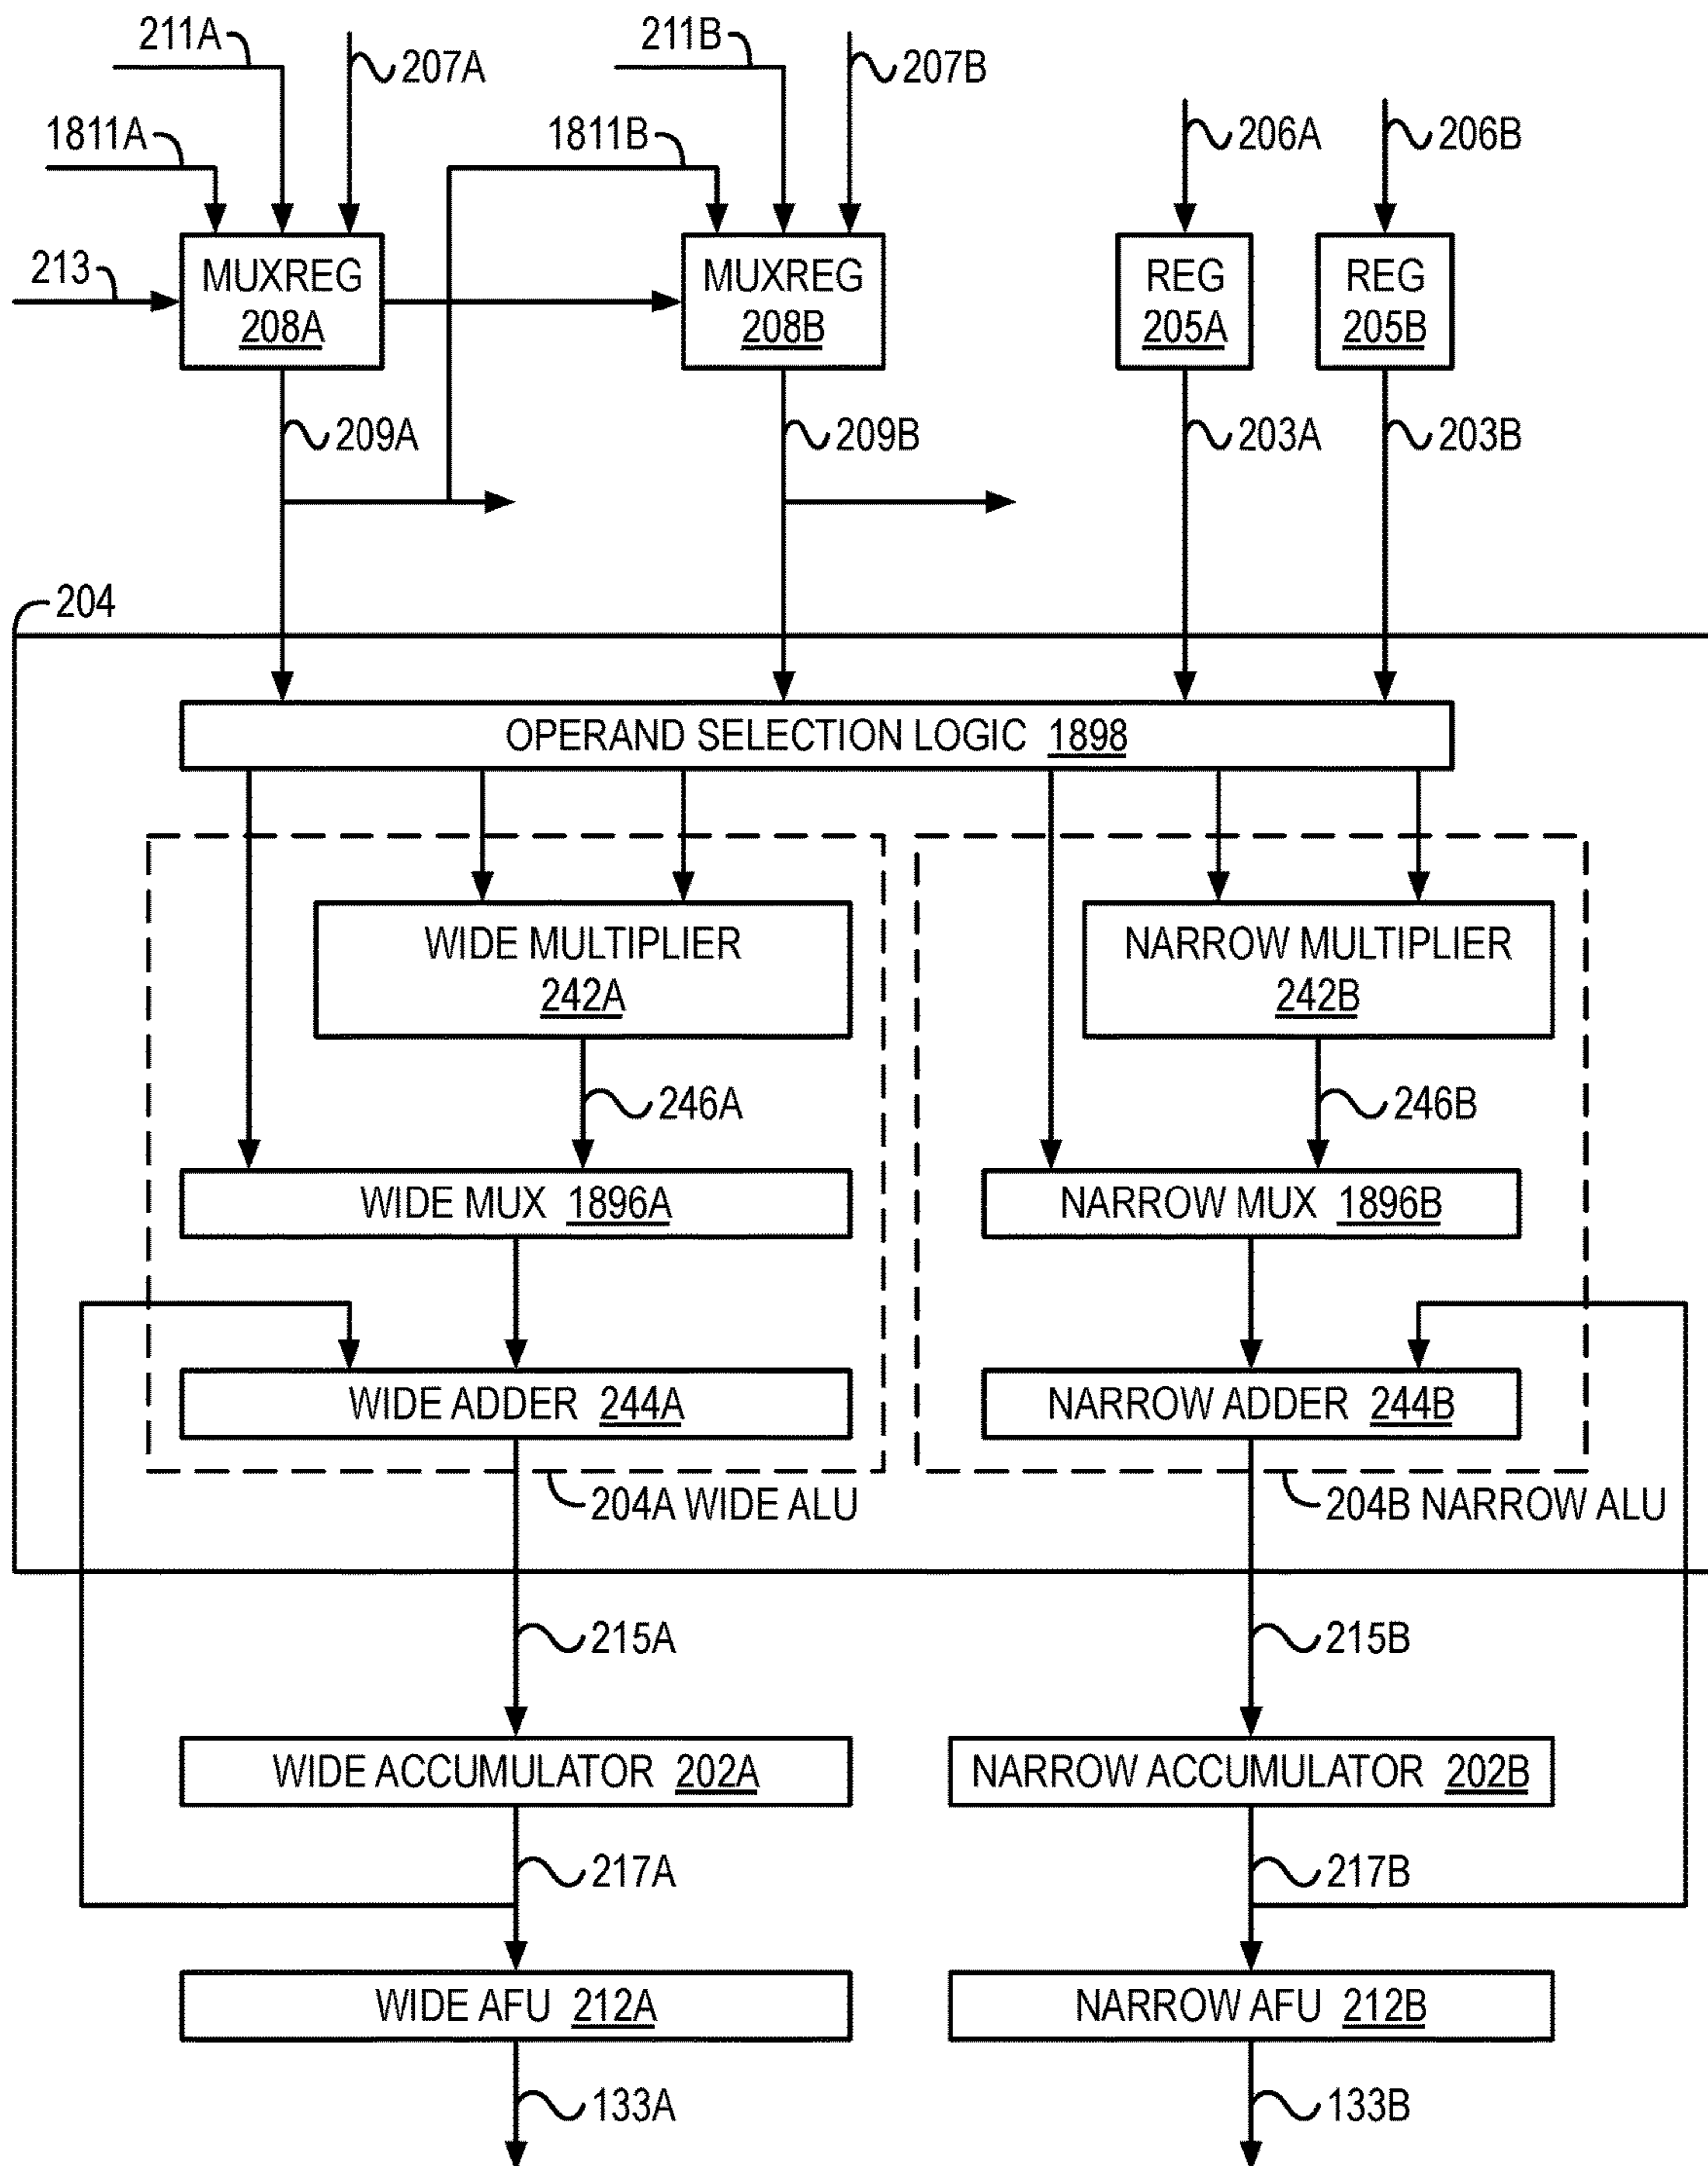 211A
207A
211B
207B
1811A
1811B
206A
206B
213
MUXREG
208A
MUXREG
208B
REG
205A
REG
205B
209A
209B
203A
203B
204
OPERAND SELECTION LOGIC 1898
WIDE MULTIPLIER
242A
NARROW MULTIPLIER
242B
246A
246B
WIDE MUX 1896A
NARROW MUX 1896B
WIDE ADDER 244A
NARROW ADDER 244B
204A WIDE ALU
204B NARROW ALU
215A
215B
WIDE ACCUMULATOR 202A
NARROW ACCUMULATOR 202B
217A
217B
WIDE AFU 212A
NARROW AFU 212B
133A
133B